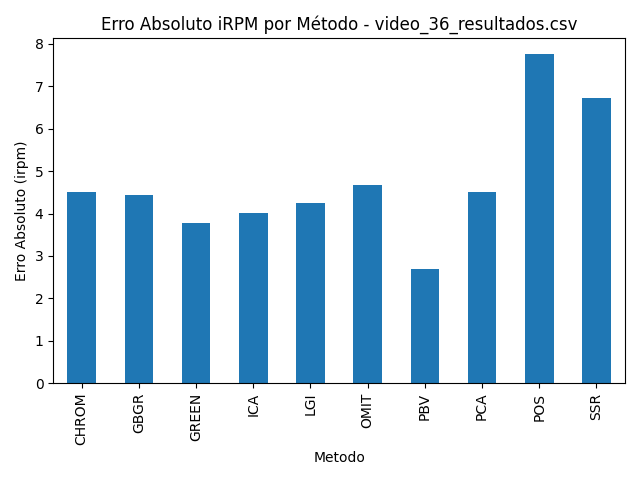 Erro Absoluto iRPM por Método - video_36_resultados.csv
Erro Absoluto (irpm)
8
7
6
5
4
3
2
1
0
CHROM
GBGR
GREEN
ICA
LGI
OMIT
PBV
PCA
POS
SSR
Metodo